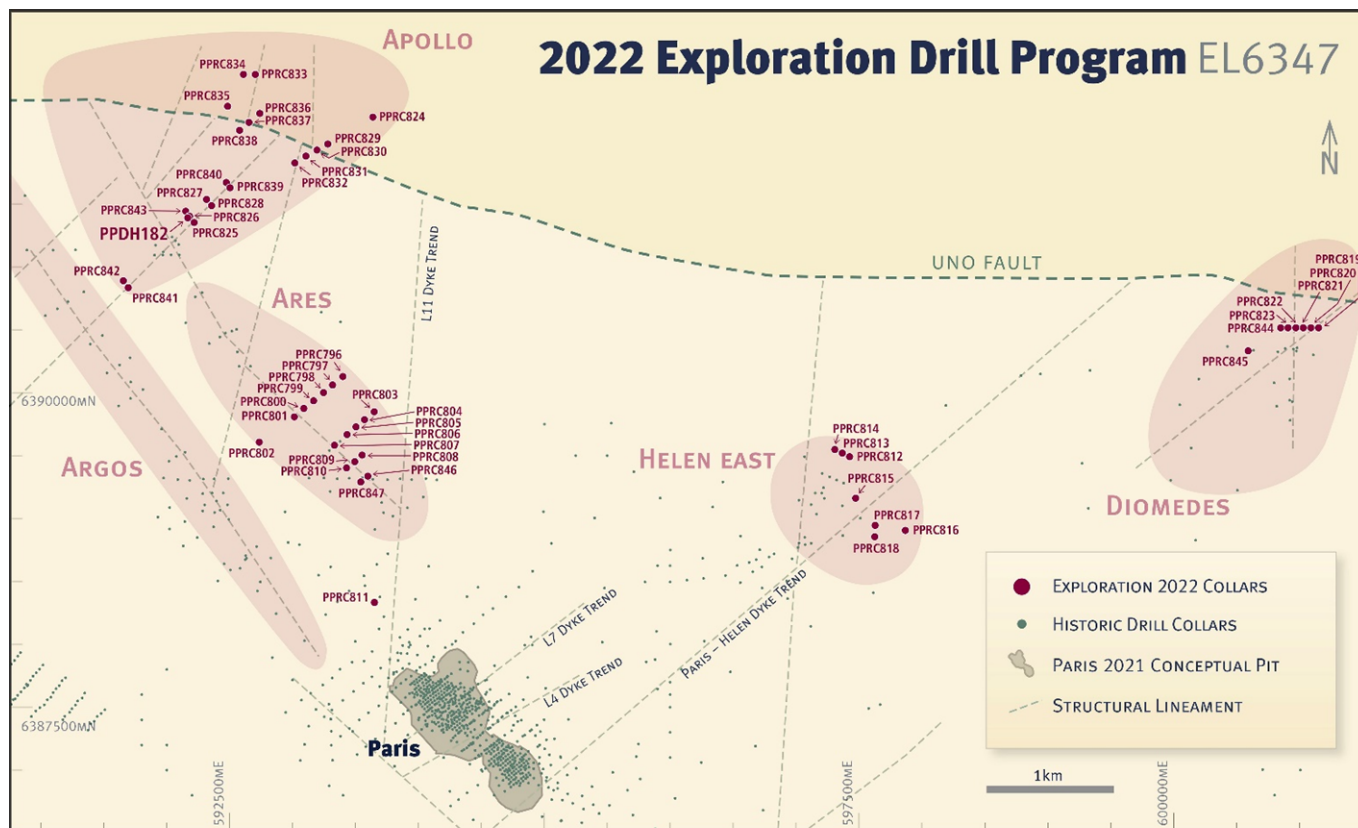 2022 Exploration Drill Program EL6347
APOLLO
PPRC834
PPRC833
PPRC835
PPRC836
PPRC837
PPRC838
PPRC824
PPRC829
PPRC830
PPRC831
PPRC832
PPRC840
PPRC839
PPRC827
PPRC828
PPRC843
PPRC826
PPDH182
PPRC825
PPRC842
PPRC841
N
UNO FAULT
L11 DYKE TREND
ARES
PPRC796
PPRC797
PPRC798
PPRC799
PPRC800
PPRC801
PPRC802
PPRC803
PPRC804
PPRC805
PPRC806
PPRC807
PPRC808
PPRC809
PPRC810
PPRC846
PPRC847
6390000MN
ARGOS
PPRC811
HELEN EAST
PPRC814
PPRC813
PPRC812
PPRC815
PPRC817
PPRC816
PPRC818
PPRC819
PPRC820
PPRC821
PPRC822
PPRC823
PPRC844
PPRC845
DIOMEDES
L7 DYKE TREND
L4 DYKE TREND
PARIS – HELEN DYKE TREND
Paris
6387500MN
592500ME
597500ME
600000ME
EXPLORATION 2022 COLLARS
HISTORIC DRILL COLLARS
PARIS 2021 CONCEPTUAL PIT
STRUCTURAL LINEAMENT
1km